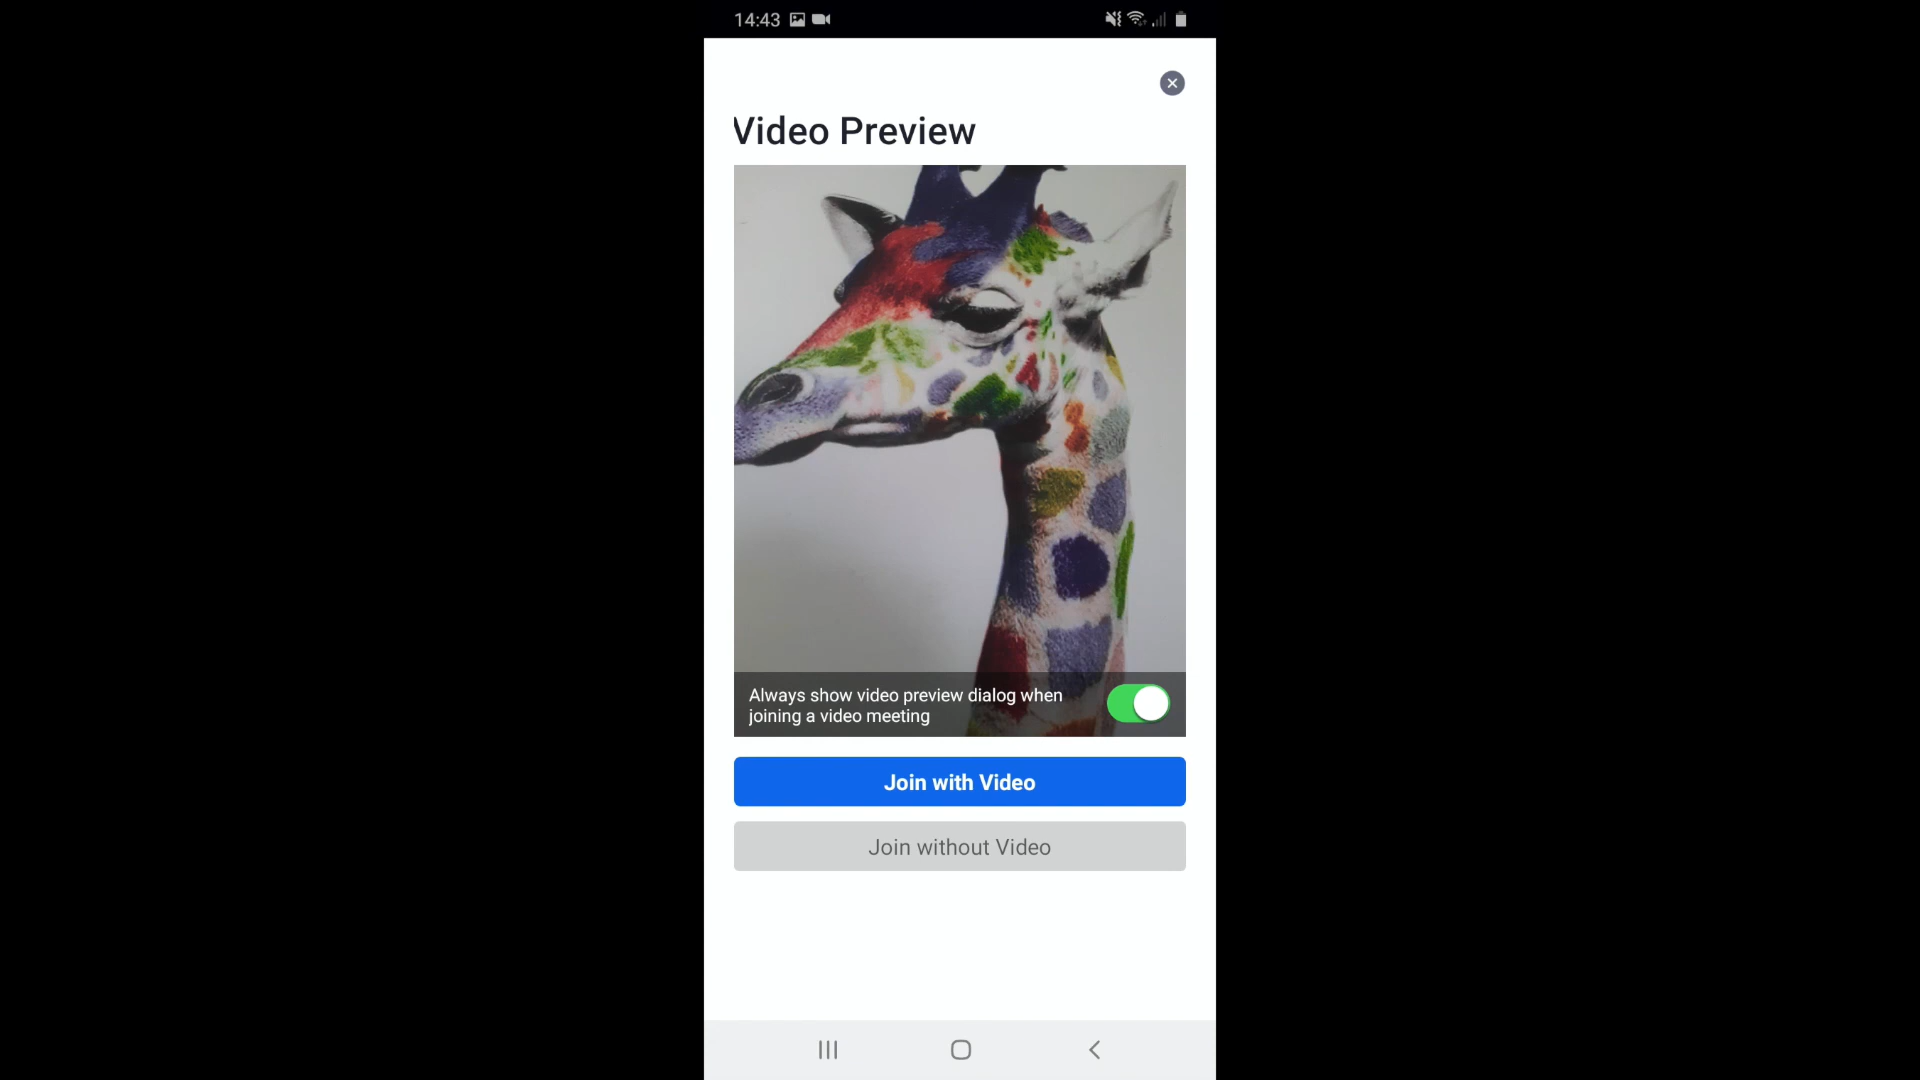 14:43
Video Preview
Always show video preview dialog when
joining a video meeting
Join with Video
Join without Video